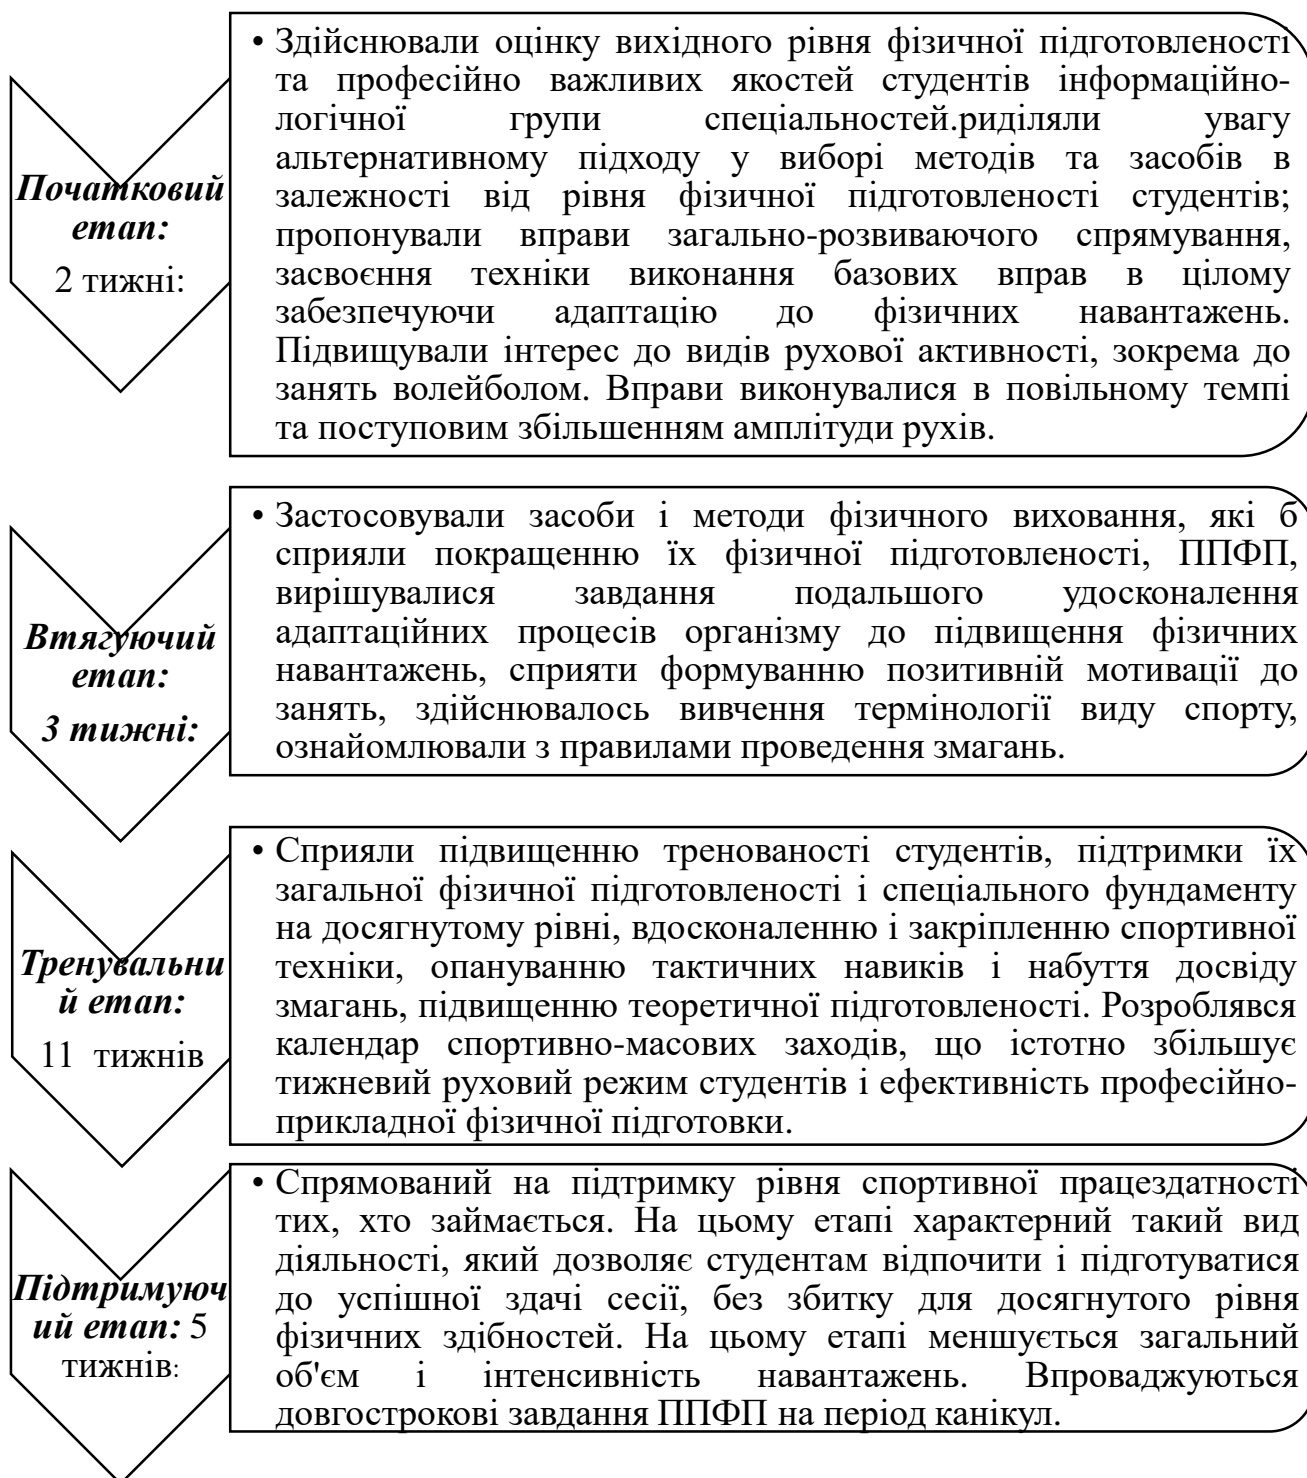 Початковий
етап:
2 тижні:
• Здійснювали оцінку вихідного рівня фізичної підготовленості
та професійно важливих якостей студентів інформаційно-
логічної групи спеціальностей.риділяли увагу
альтернативному підходу у виборі методів та засобів в
залежності від рівня фізичної підготовленості студентів;
пропонували вправи загально-розвиваючого спрямування,
засвоєння техніки виконання базових вправ в цілому
забезпечуючи адаптацію до фізичних навантажень.
Підвищували інтерес до видів рухової активності, зокрема до
занять волейболом. Вправи виконувалися в повільному темпі
та поступовим збільшенням амплітуди рухів.
Втягуючий
етап:
3 тижні:
• Застосовували засоби і методи фізичного виховання, які б
сприяли покращенню їх фізичної підготовленості, ППФП,
вирішувалися завдання подальшого удосконалення
адаптаційних процесів організму до підвищення фізичних
навантажень, сприяти формуванню позитивній мотивації до
занять, здійснювалось вивчення термінології виду спорту,
ознайомлювали з правилами проведення змагань.
Тренувальни
й етап:
11 тижнів
• Сприяли підвищенню тренованості студентів, підтримки їх
загальної фізичної підготовленості і спеціального фундаменту
на досягнутому рівні, вдосконаленню і закріпленню спортивної
техніки, опануванню тактичних навиків і набуття досвіду
змагань, підвищенню теоретичної підготовленості. Розроблявся
календар спортивно-масових заходів, що істотно збільшує
тижневий руховий режим студентів і ефективність професійно-
прикладної фізичної підготовки.
Підтримуюч
ий етап: 5
тижнів:
• Спрямований на підтримку рівня спортивної працездатності
тих, хто займається. На цьому етапі характерний такий вид
діяльності, який дозволяє студентам відпочити і підготуватися
до успішної здачі сесії, без збитку для досягнутого рівня
фізичних здібностей. На цьому етапі меншується загальний
об'єм і інтенсивність навантажень. Впроваджуються
довгострокові завдання ППФП на період канікул.